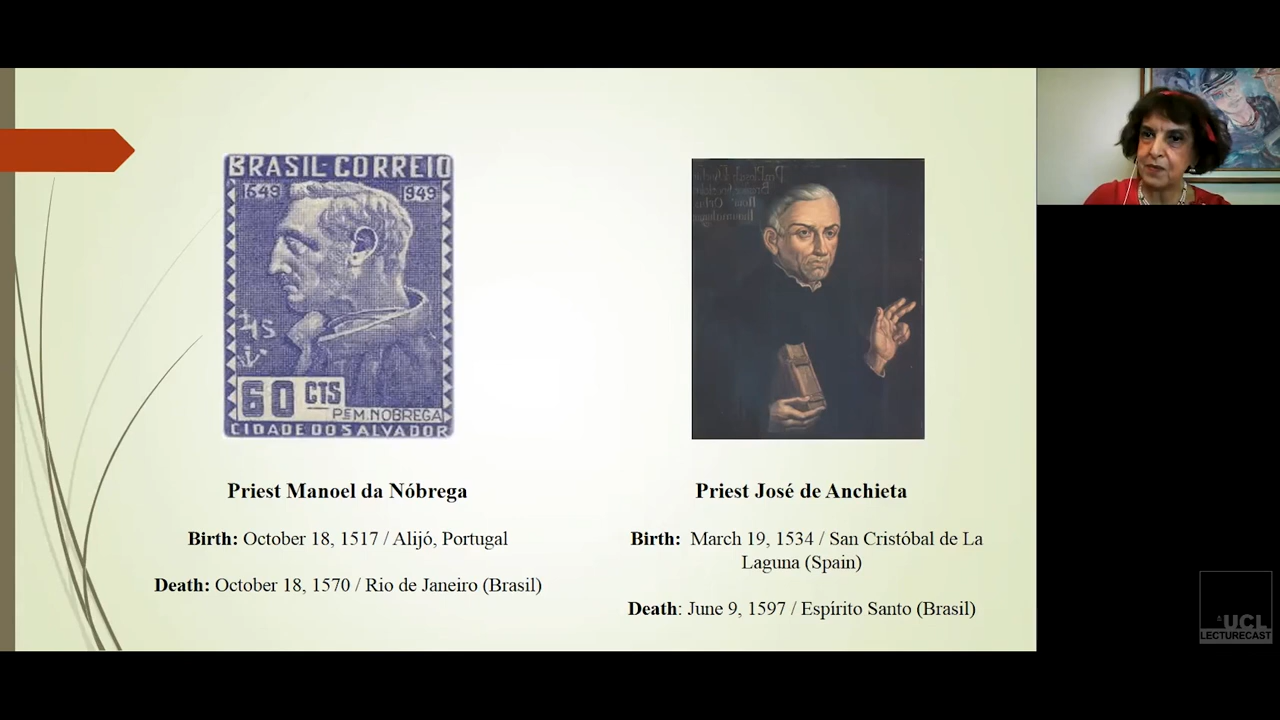 BRASIL-CORREIO
1649 1949
60 CTS
PE M. NOBREGA
CIDADE DO SALVADOR
Priest Manoel da Nóbrega
Birth: October 18, 1517 / Alijó, Portugal
Death: October 18, 1570 / Rio de Janeiro (Brasil)
Priest José de Anchieta
Birth: March 19, 1534 / San Cristóbal de La
Laguna (Spain)
Death: June 9, 1597 / Espírito Santo (Brasil)
UCL
LECTURECAST